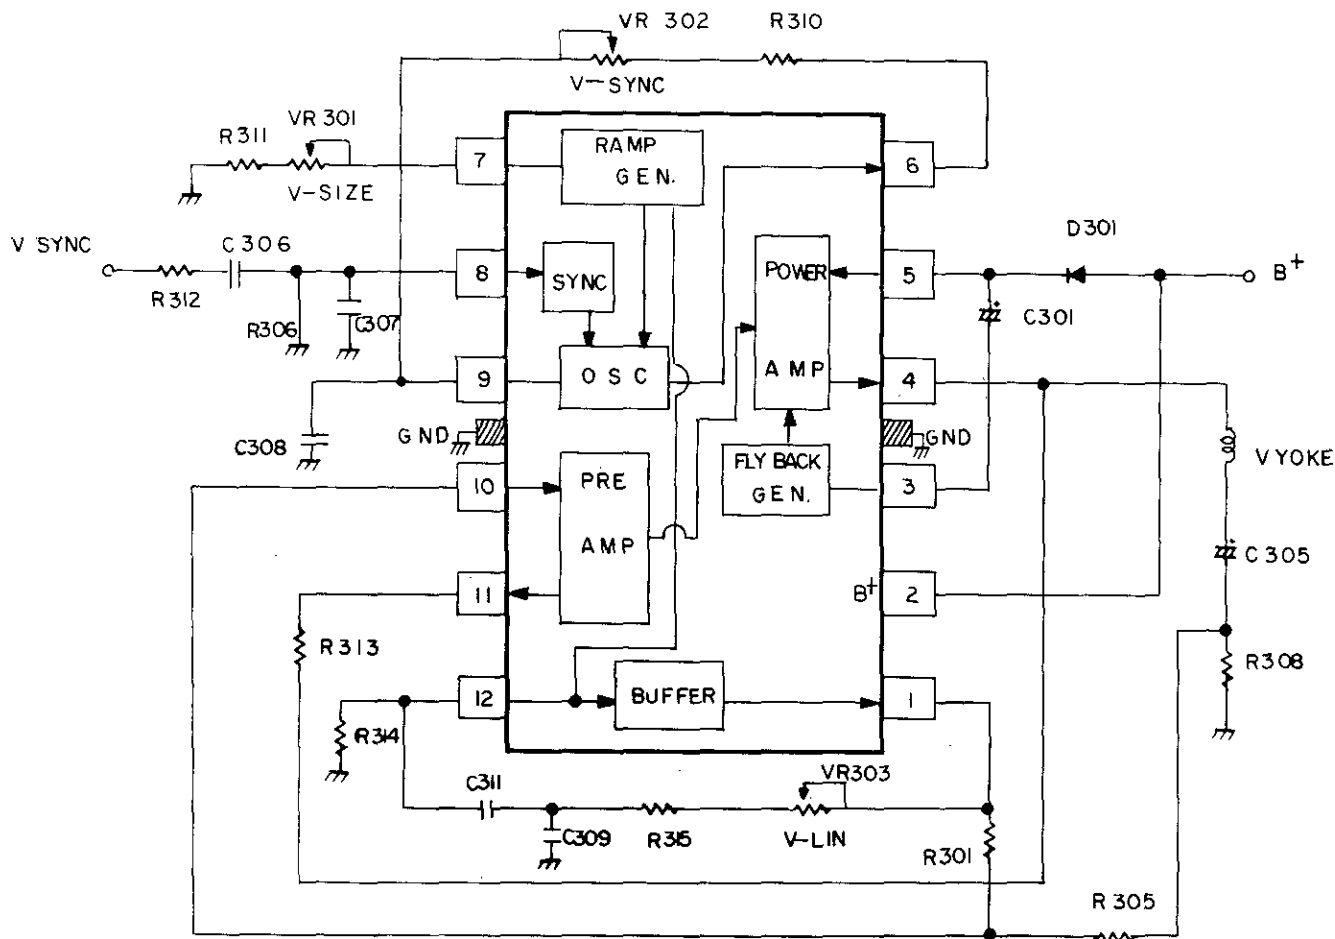 VR 302
R310
V-SYNC
R311
VR301
V-SIZE
7
RAMP
GEN.
6
V SYNC
C306
R312
R306
C307
8
SYNC
POWER
AMP
5
D301
B+
C301
9
OSC
4
C308
GND
GND
V YOKE
10
PRE
AMP
FLY BACK
GEN.
3
C305
11
B+
2
R313
R308
12
BUFFER
1
R314
C311
C309
R315
VR303
V-LIN
R301
R305